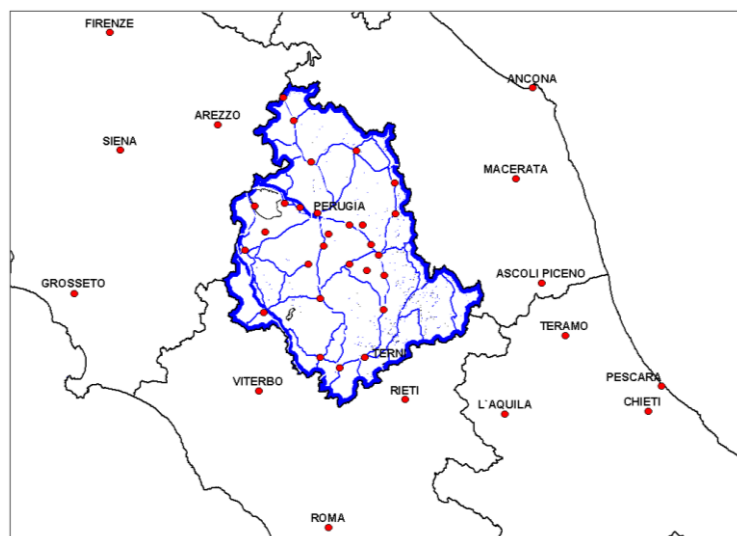 FIRENZE
ANCONA
AREZZO
SIENA
MACERATA
PERUGIA
GROSSETO
ASCOLI PICENO
TERAMO
TERNI
VITERBO
RIETI
PESCARA
L`AQUILA
CHIETI
ROMA